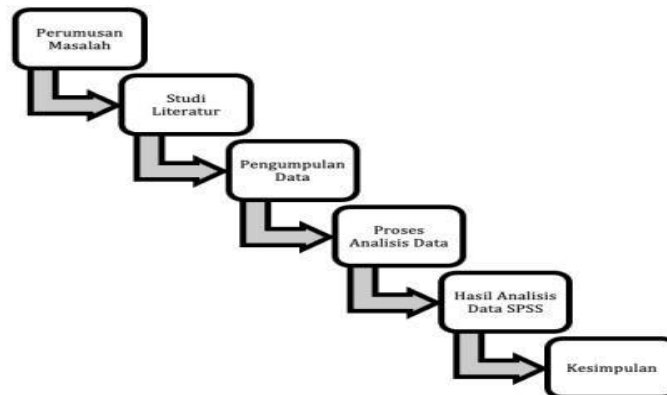 Perumusan
Masalah
Studi
Literatur
Pengumpulan
Data
Proses
Analisis Data
Hasil Analisis
Data SPSS
Kesimpulan